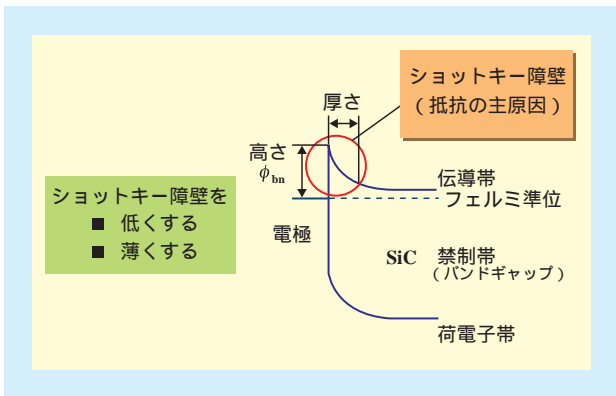 ショットキー障壁
(抵抗の主原因)
厚さ
高さ
φbn
伝導帯
フェルミ準位
ショットキー障壁を
■ 低くする
■ 薄くする
電極
SiC 禁制帯
(バンドギャップ)
荷電子帯